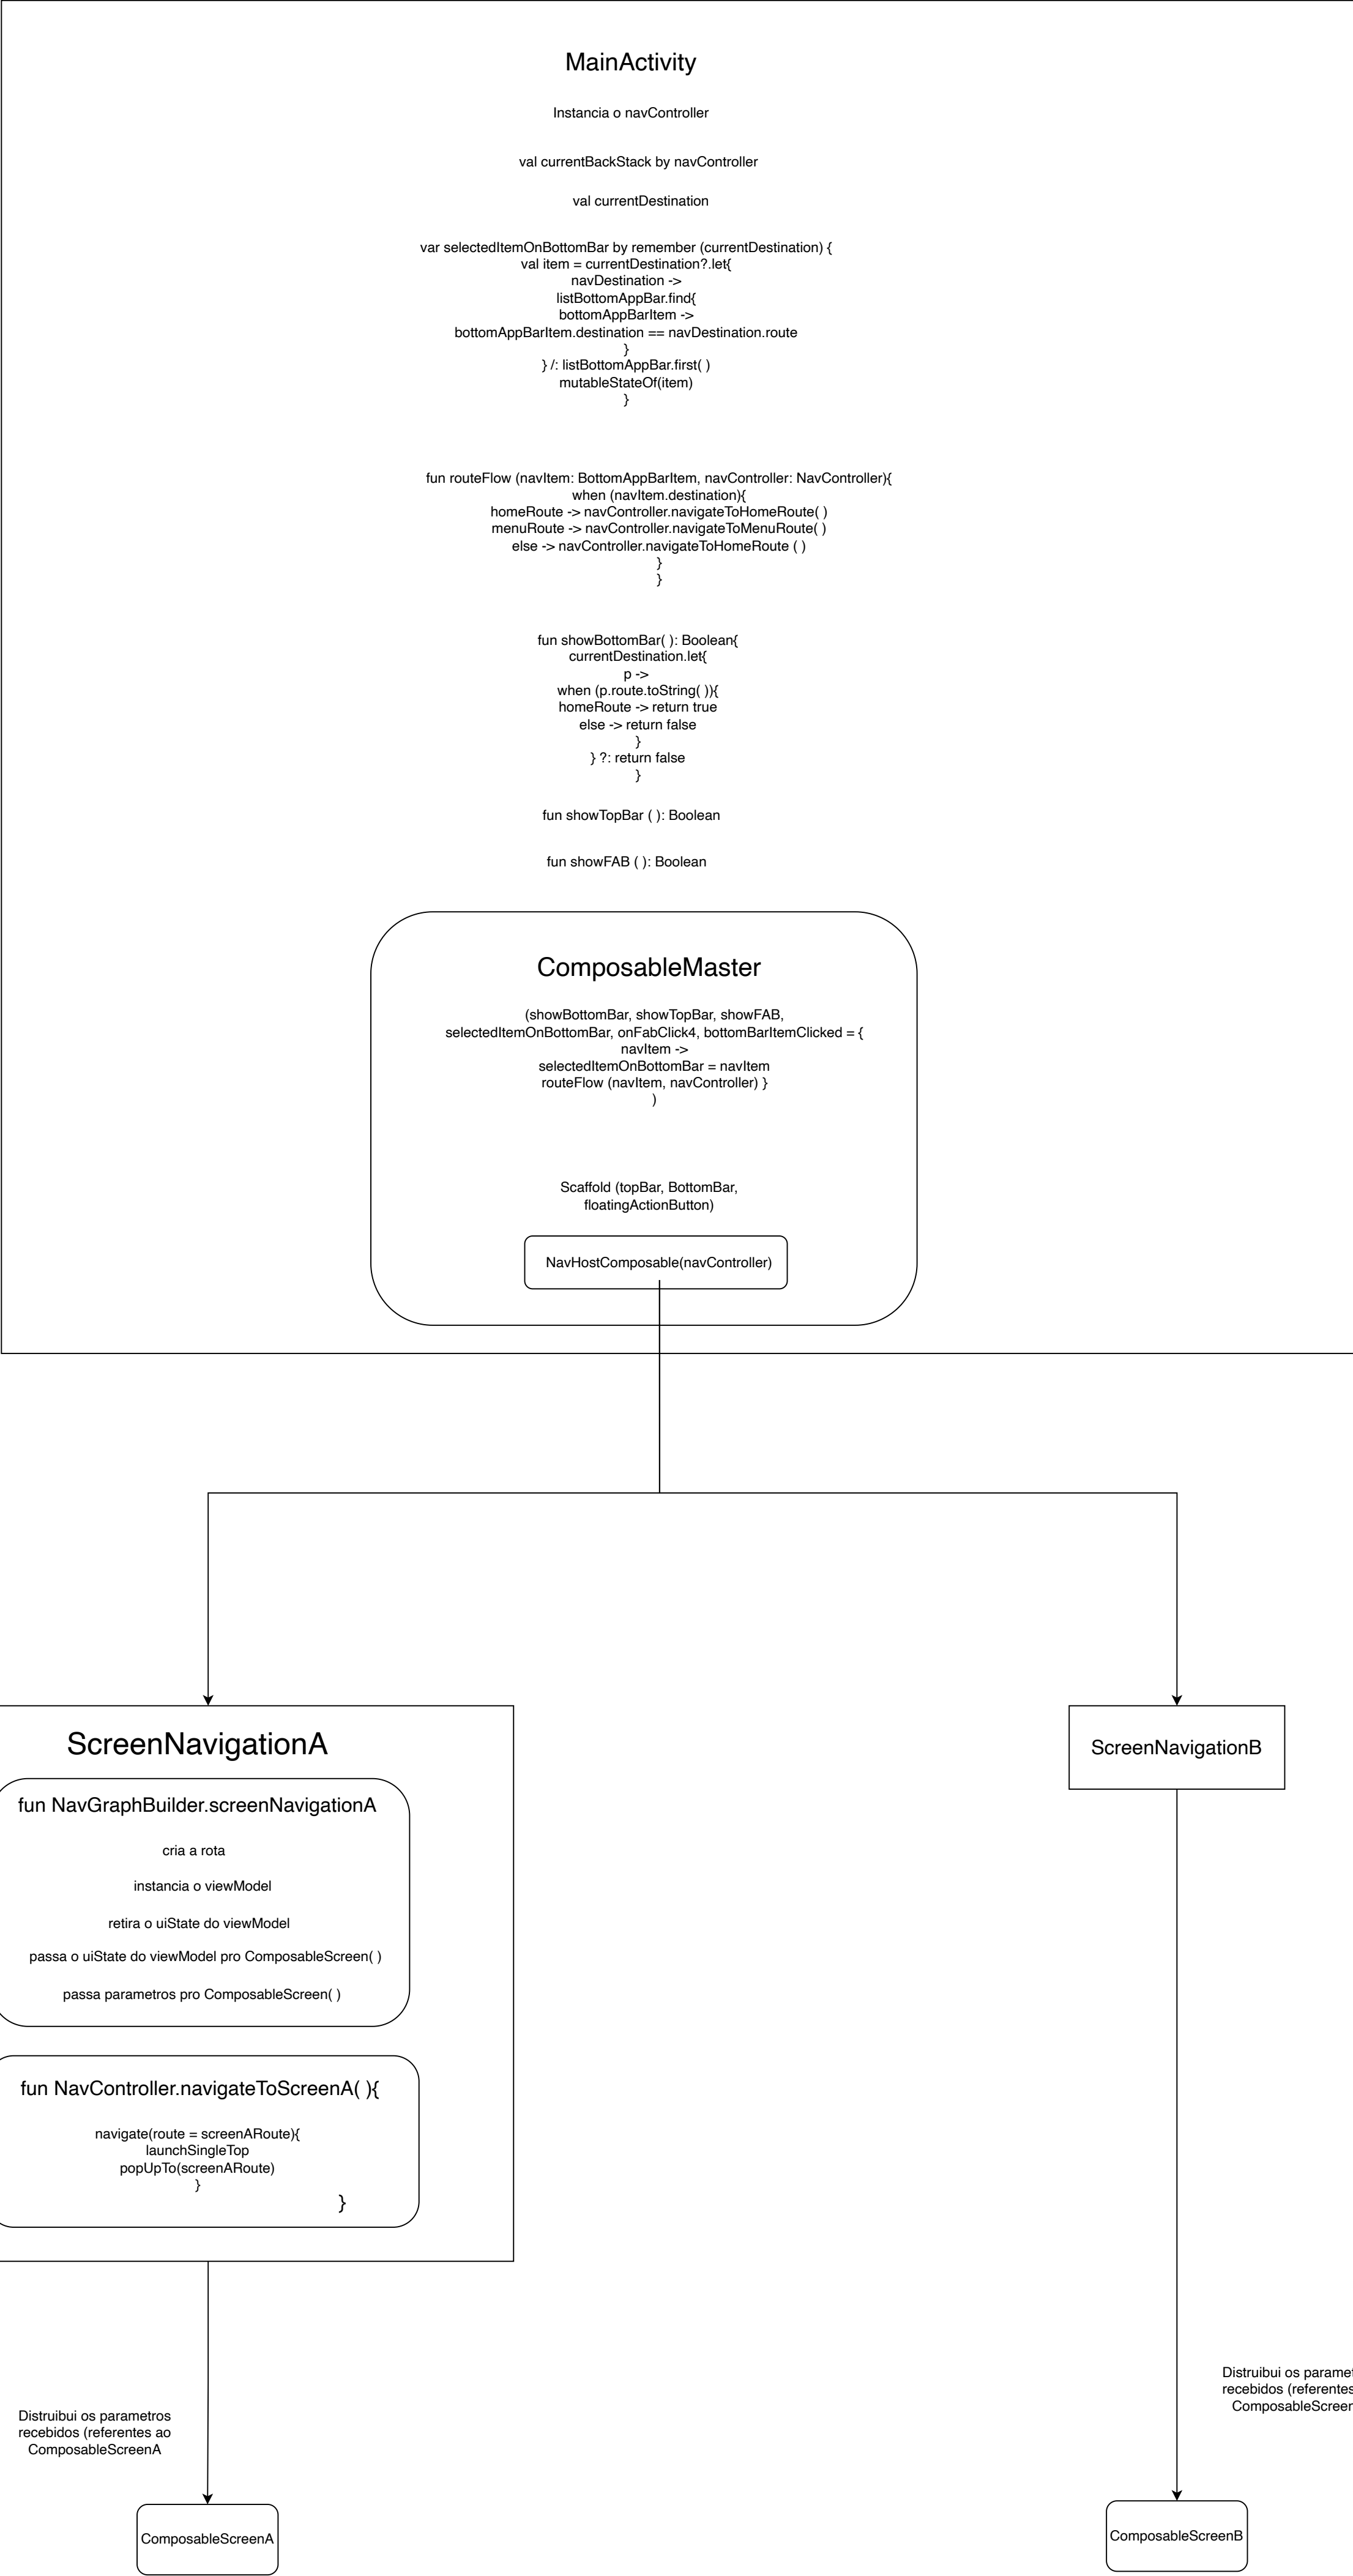 MainActivity
Instancia o navController
val currentBackStack by navController
val currentDestination
var selectedItemOnBottomBar by remember (currentDestination) {
val item = currentDestination?.let{
navDestination ->
listBottomAppBar.find{
bottomAppBarItem ->
bottomAppBarItem.destination == navDestination.route
}
} /: listBottomAppBar.first( )
mutableStateOf(item)
}
fun routeFlow (navItem: BottomAppBarItem, navController: NavController){
when (navItem.destination){
homeRoute -> navController.navigateToHomeRoute( )
menuRoute -> navController.navigateToMenuRoute( )
else -> navController.navigateToHomeRoute ( )
}
}
fun showBottomBar( ): Boolean{
currentDestination.let{
p ->
when (p.route.toString( )){
homeRoute -> return true
else -> return false
}
} ?: return false
}
fun showTopBar ( ): Boolean
fun showFAB ( ): Boolean
ComposableMaster
(showBottomBar, showTopBar, showFAB,
selectedItemOnBottomBar, onFabClick4, bottomBarItemClicked = {
navItem ->
selectedItemOnBottomBar = navItem
routeFlow (navItem, navController) }
)
Scaffold (topBar, BottomBar,
floatingActionButton)
NavHostComposable(navController)
ScreenNavigationA
fun NavGraphBuilder.screenNavigationA
cria a rota
instancia o viewModel
retira o uiState do viewModel
passa o uiState do viewModel pro ComposableScreen( )
passa parametros pro ComposableScreen( )
fun NavController.navigateToScreenA( ){
navigate(route = screenARoute){
launchSingleTop
popUpTo(screenARoute)
}
}
Distruibui os parametros
recebidos (referentes ao
ComposableScreenA
ComposableScreenA
ScreenNavigationB
Distruibui os
recebidos (referentes
ComposableScreen
ComposableScreenB